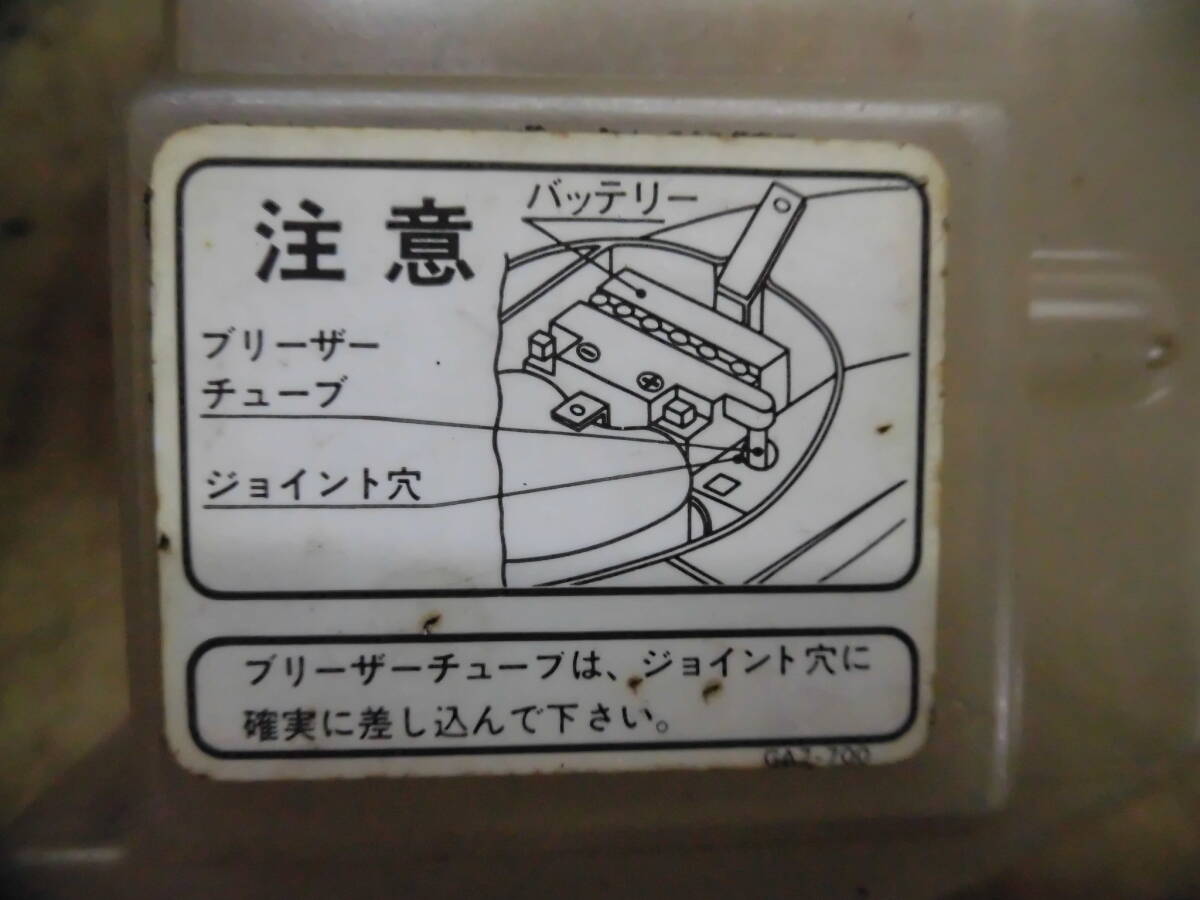 注意
バッテリー
ブリーザー
チューブ
ジョイント穴
ブリーザーチューブは、ジョイント穴に
確実に差し込んで下さい。
GA2-700